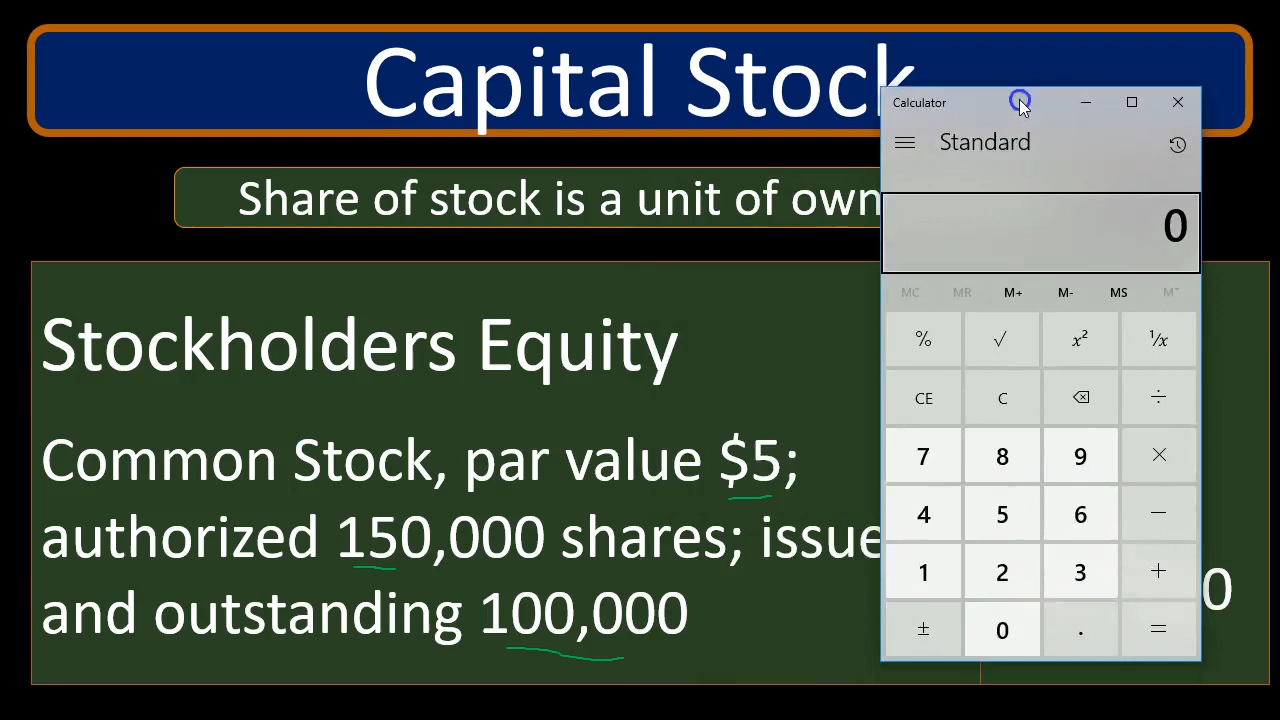 Capital Stock
Share of stock is a unit of own
Stockholders Equity
Common Stock, par value $5;
authorized 150,000 shares; issue
and outstanding 100,000
0
Calculator
Standard
0
MC MR M+ M- MS M˅
% √ x² ¹/x
CE C ⌫ ÷
7 8 9 ×
4 5 6 −
1 2 3 +
± 0 . =